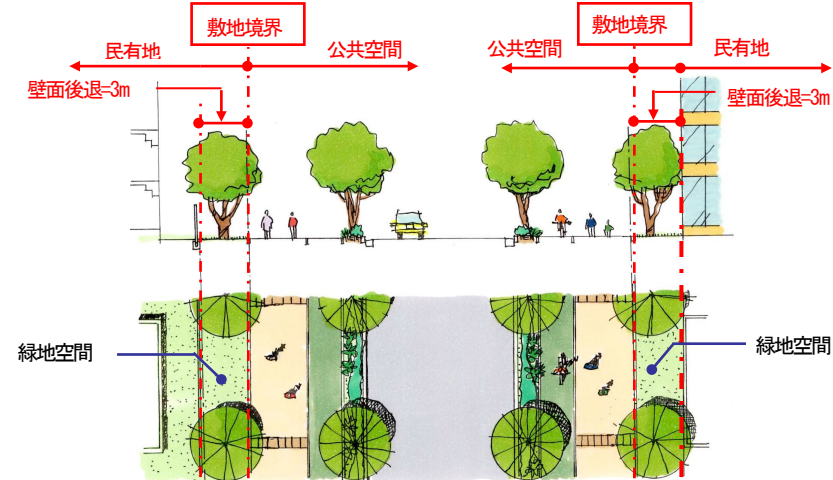 敷地境界
敷地境界
民有地
公共空間
公共空間
民有地
壁面後退=3m
壁面後退=3m
緑地空間
緑地空間